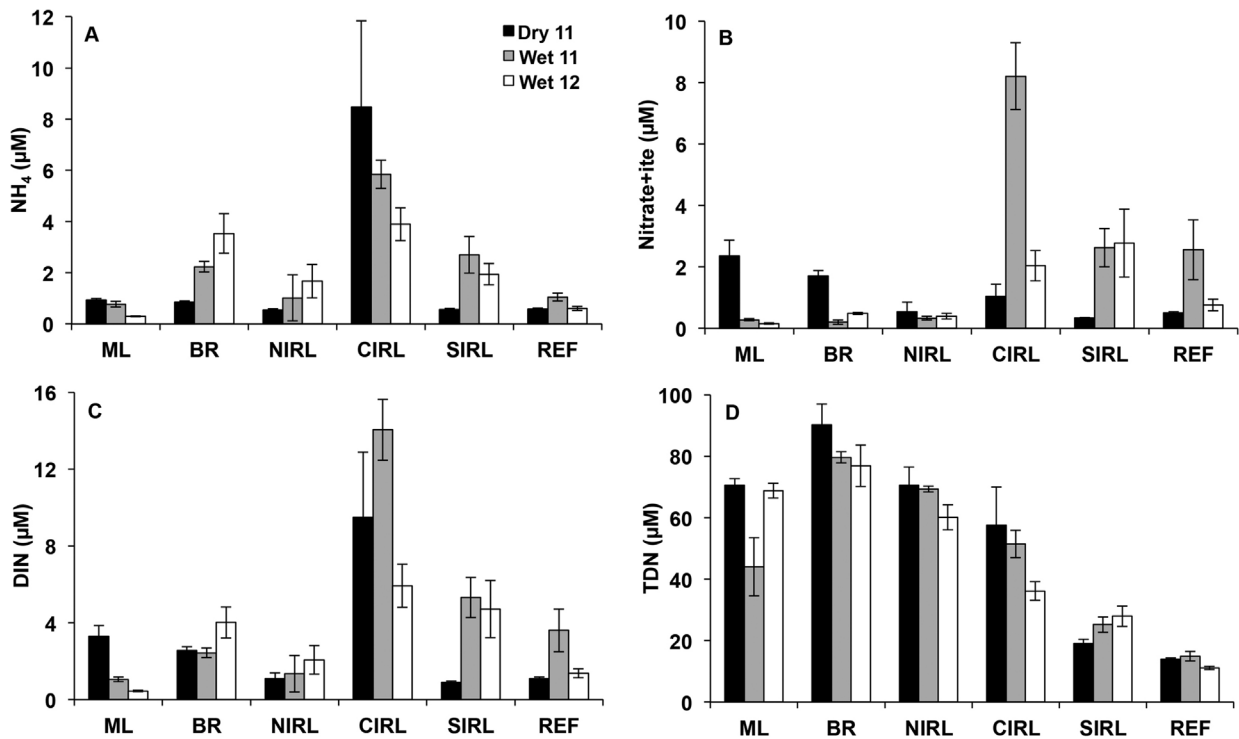 A
Dry 11
Wet 11
Wet 12
NH₄ (µM)
12
10
8
6
4
2
0
ML BR NIRL CIRL SIRL REF
B
Nitrate+ite (µM)
10
8
6
4
2
0
ML BR NIRL CIRL SIRL REF
C
DIN (µM)
16
12
8
4
0
ML BR NIRL CIRL SIRL REF
D
TDN (µM)
100
80
60
40
20
0
ML BR NIRL CIRL SIRL REF